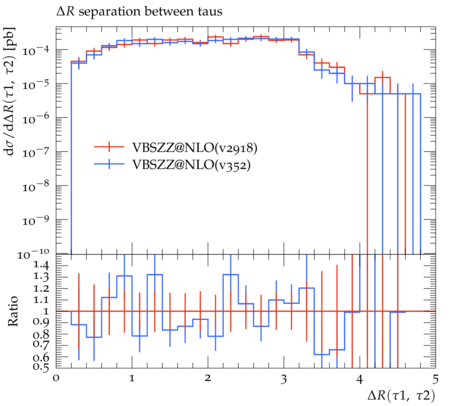 ΔR separation between taus
dσ/dΔR(τ1, τ2) [pb]
10⁻⁴
10⁻⁵
10⁻⁶
10⁻⁷
10⁻⁸
10⁻⁹
10⁻¹⁰
VBSZZ@NLO(v2918)
VBSZZ@NLO(v352)
Ratio
1.4
1.3
1.2
1.1
1
0.9
0.8
0.7
0.6
0.5
0 1 2 3 4 5
ΔR(τ1, τ2)